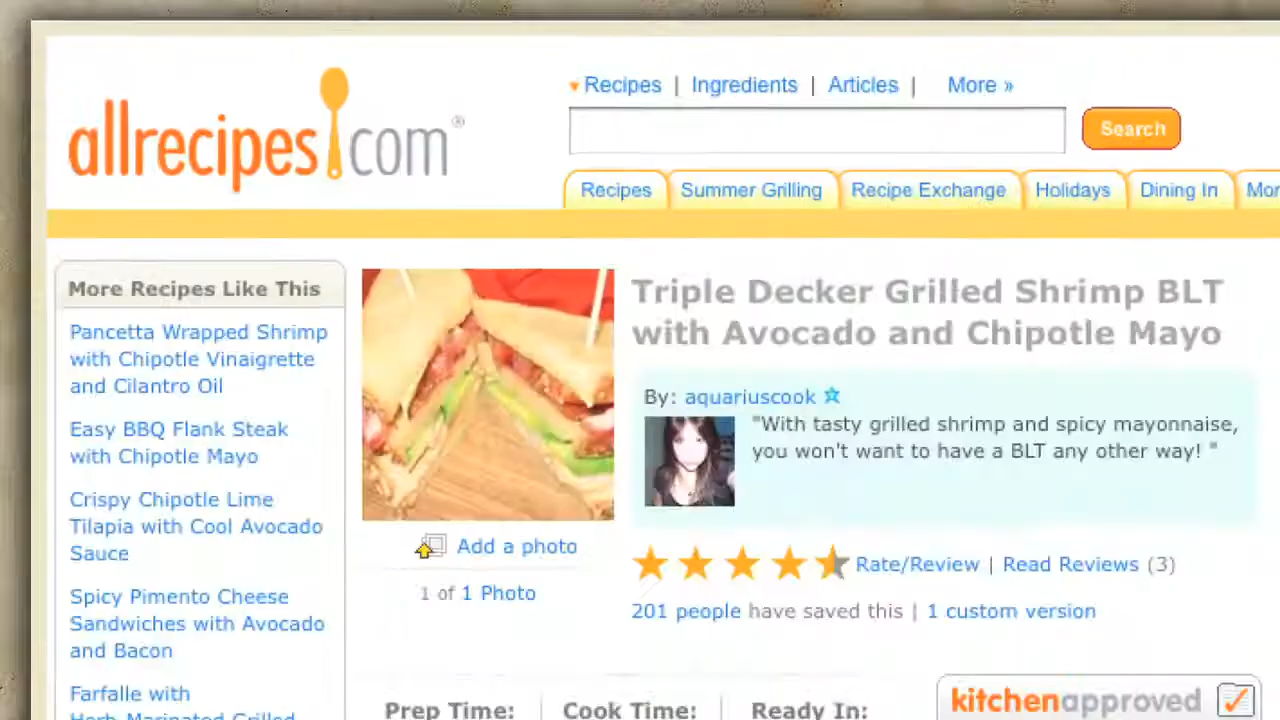 allrecipes.com®
Recipes | Ingredients | Articles | More »
Search
Recipes Summer Grilling Recipe Exchange Holidays Dining In Mor
More Recipes Like This
Pancetta Wrapped Shrimp
with Chipotle Vinaigrette
and Cilantro Oil
Easy BBQ Flank Steak
with Chipotle Mayo
Crispy Chipotle Lime
Tilapia with Cool Avocado
Sauce
Spicy Pimento Cheese
Sandwiches with Avocado
and Bacon
Farfalle with
Herb-Marinated Grilled
Add a photo
1 of 1 Photo
Triple Decker Grilled Shrimp BLT
with Avocado and Chipotle Mayo
By: aquariuscook
"With tasty grilled shrimp and spicy mayonnaise,
you won't want to have a BLT any other way! "
Rate/Review | Read Reviews (3)
201 people have saved this | 1 custom version
Prep Time: Cook Time: Ready In:
kitchenapproved